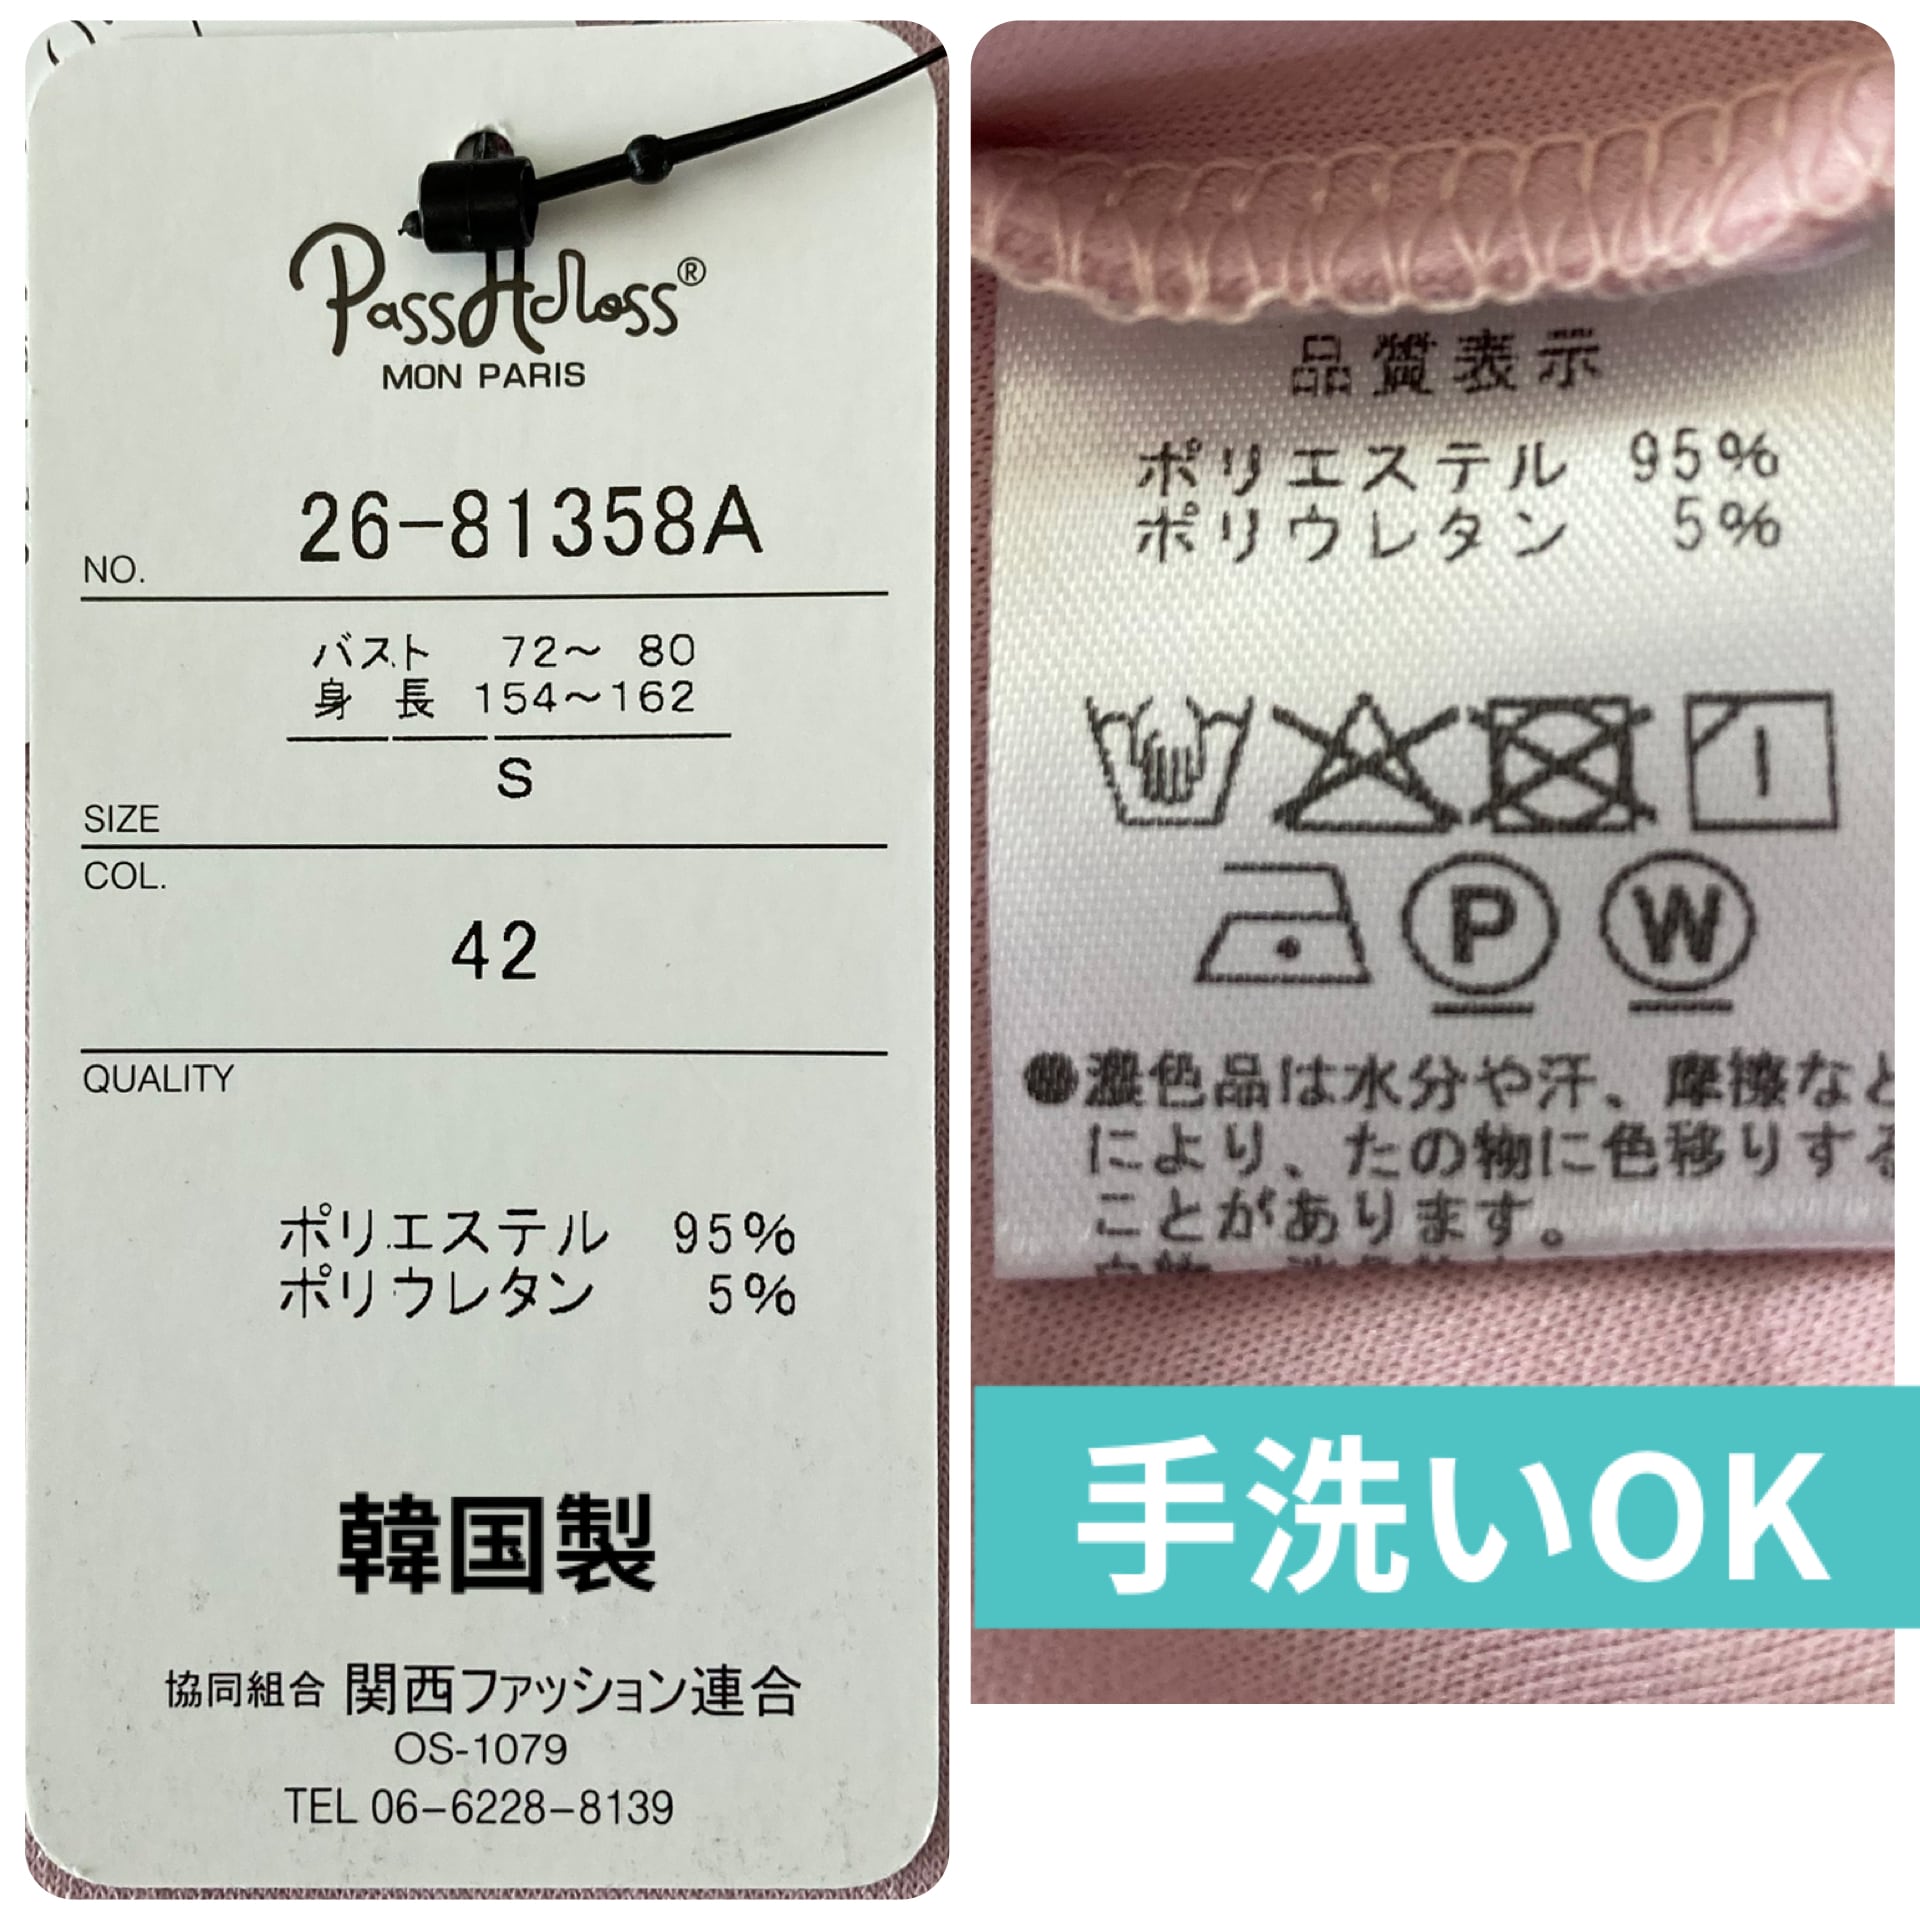 MON PARIS
NO.
26-81358A
バスト 72〜 80
身 長 154〜162
S
SIZE
COL.
42
QUALITY
ポリエステル 95%
ポリウレタン 5%
韓国製
協同組合 関西ファッション連合
OS-1079
TEL 06-6228-8139
品質表示
ポリエステル 95%
ポリウレタン 5%
P W
●濃色品は水分や汗、摩擦など
により、たの物に色移りする
ことがあります。
手洗いOK